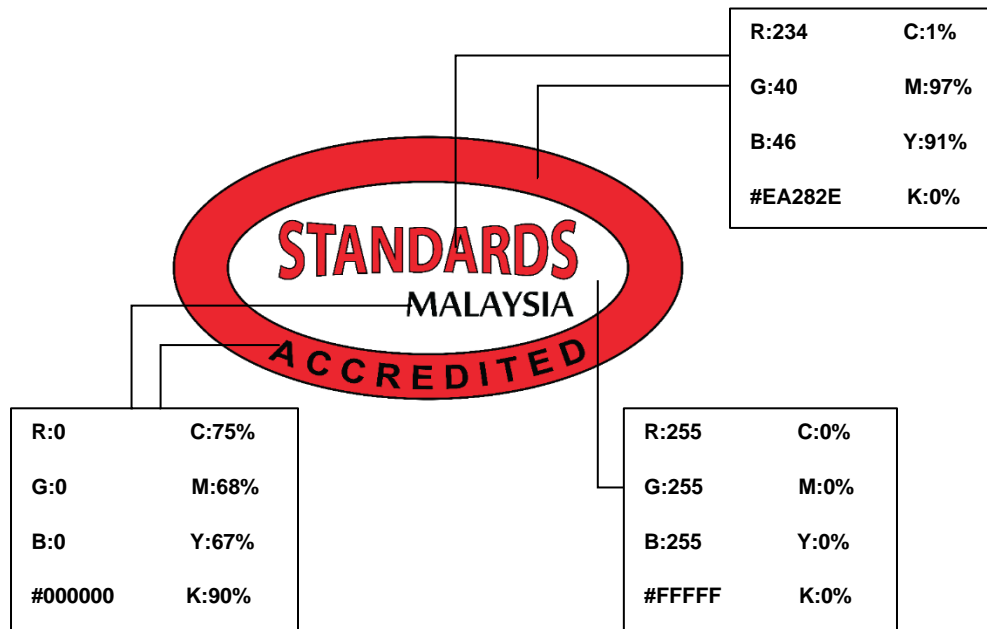 R:234 C:1%
G:40 M:97%
B:46 Y:91%
#EA282E K:0%
STANDARDS
MALAYSIA
ACCREDITED
R:0 C:75%
G:0 M:68%
B:0 Y:67%
#000000 K:90%
R:255 C:0%
G:255 M:0%
B:255 Y:0%
#FFFFF K:0%